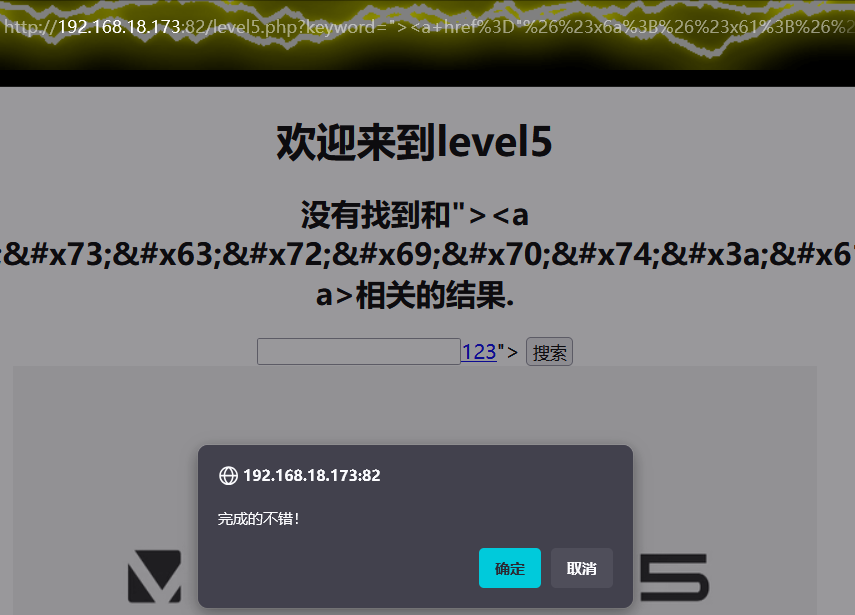 http://192.168.18.173:82/level5.php?keyword="><a+href%3D"%26%23x6a%3B%26%23x61%3B%26%2
欢迎来到level5
没有找到和"><a
;&#x73;&#x63;&#x72;&#x69;&#x70;&#x74;&#x3a;&#x6
a>相关的结果.
123"> 搜索
192.168.18.173:82
完成的不错！
确定 取消
5